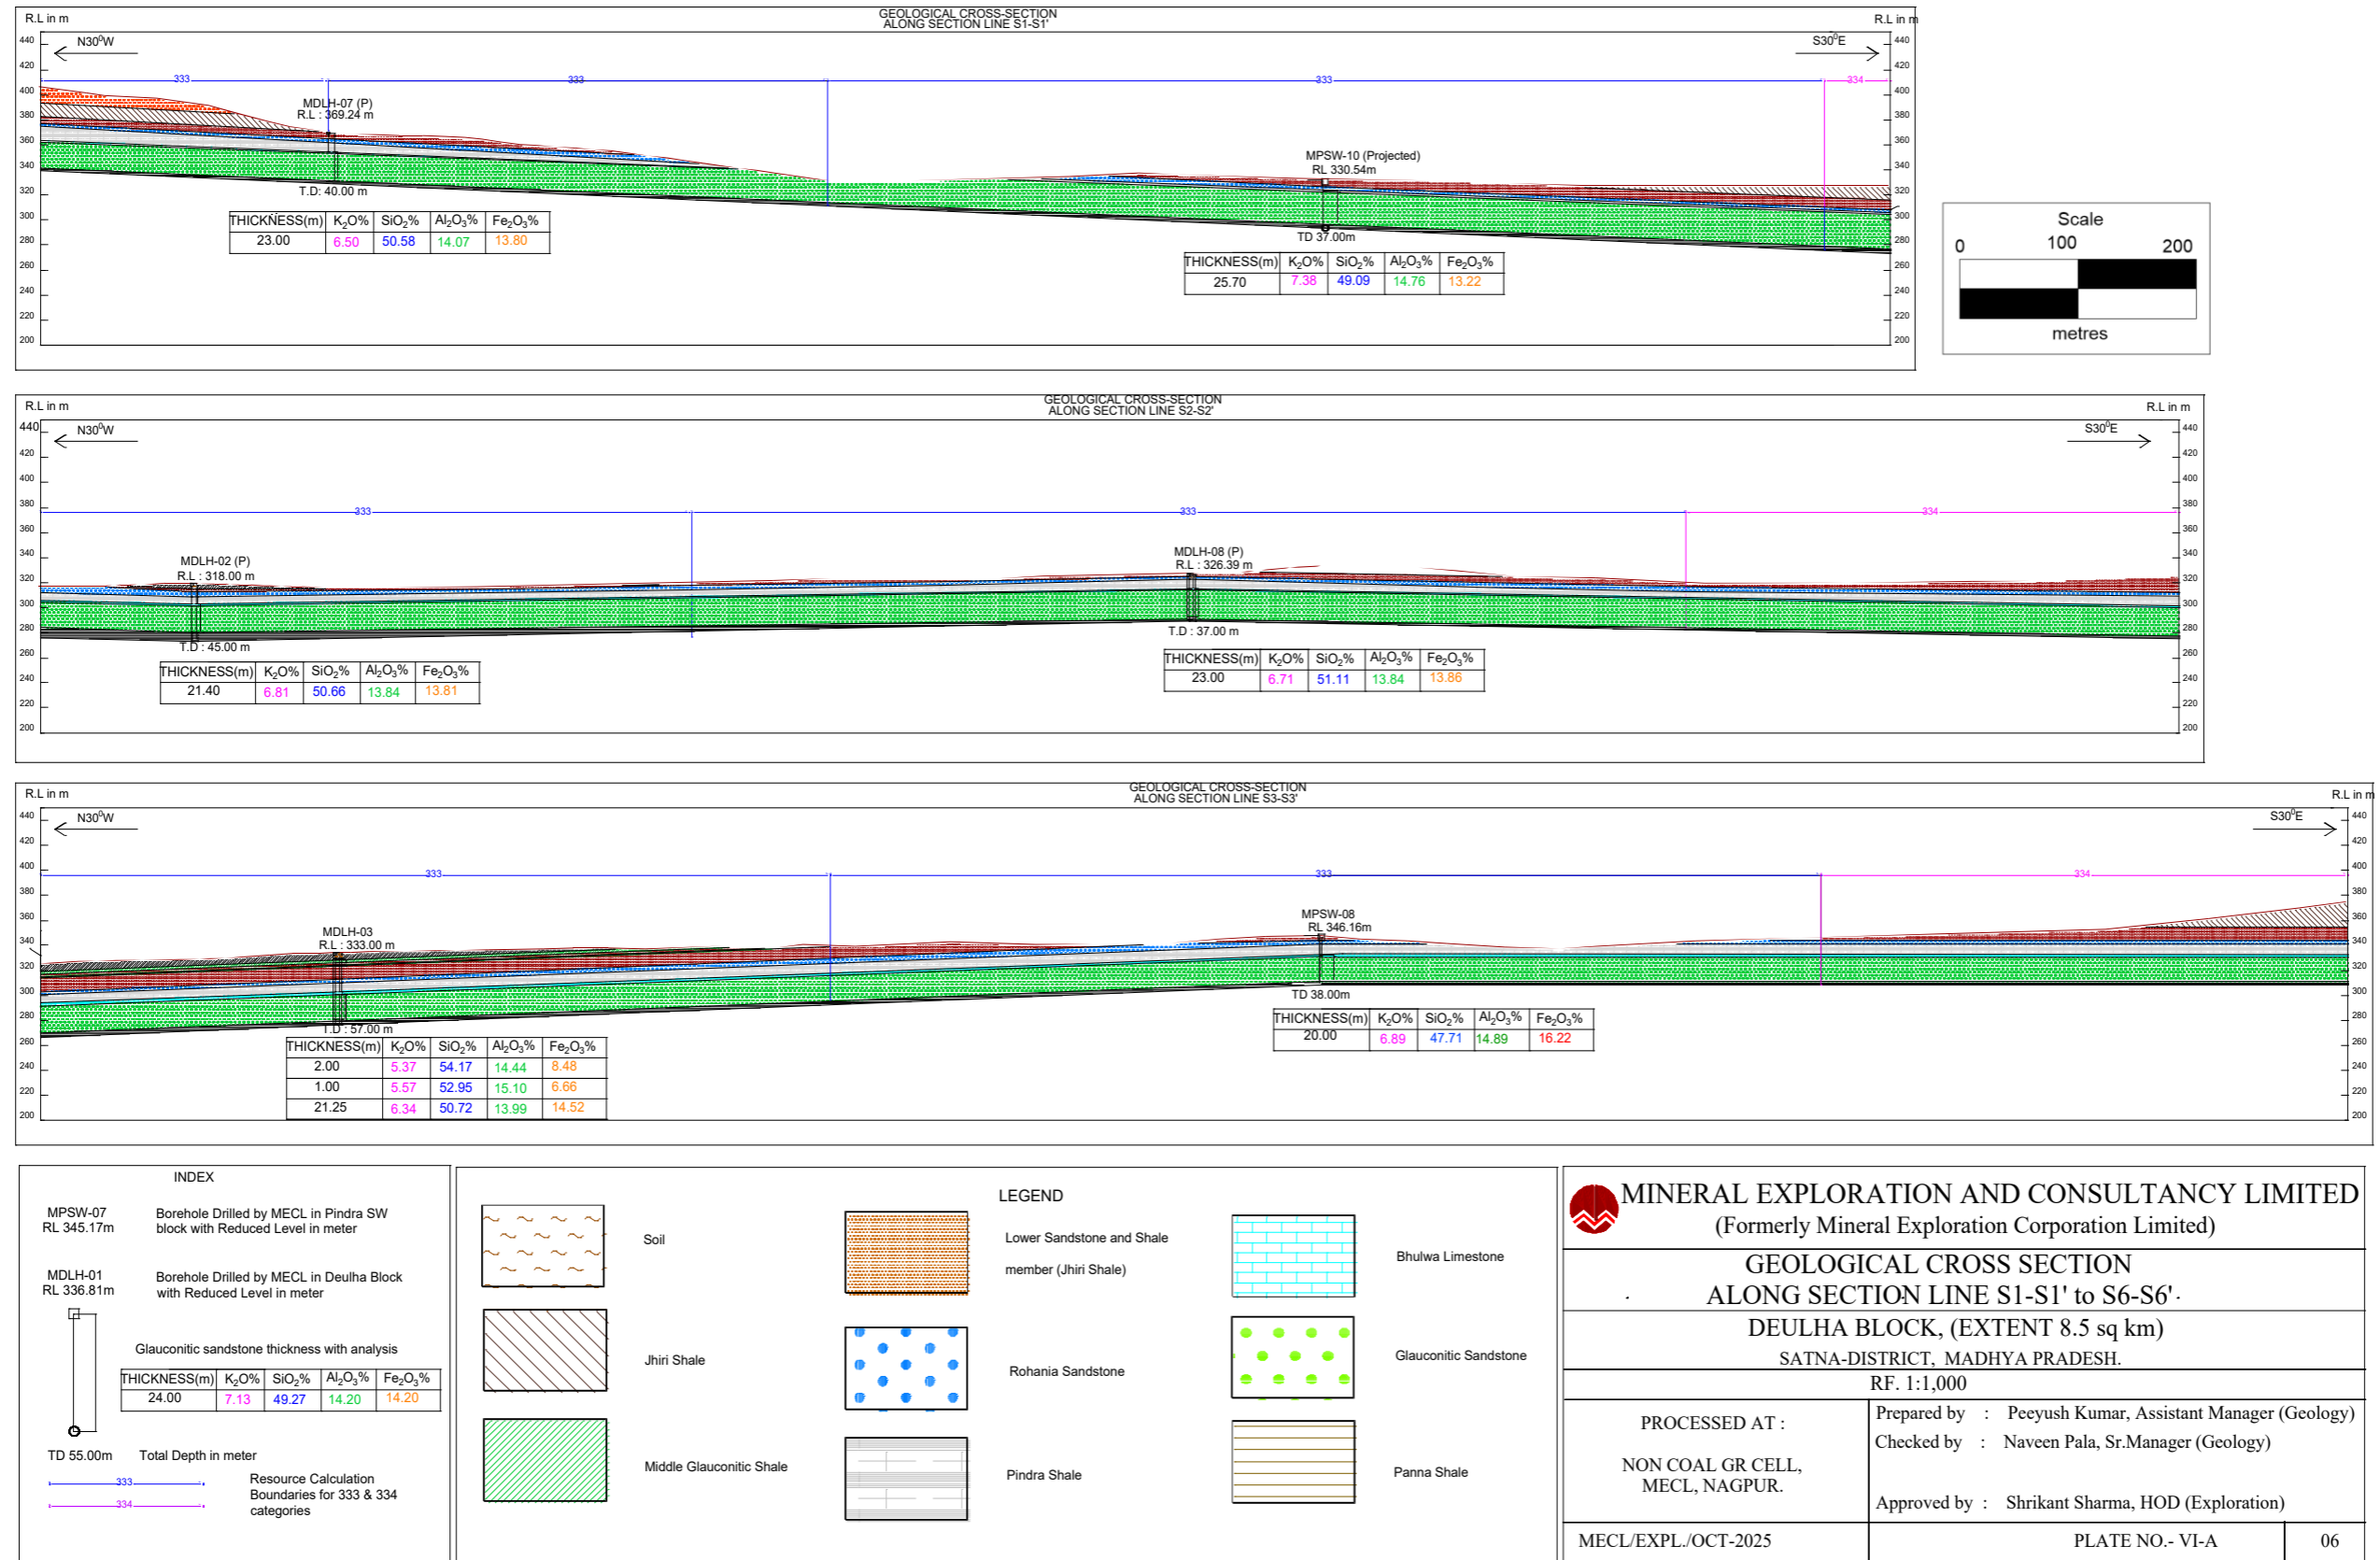 GEOLOGICAL CROSS-SECTION
ALONG SECTION LINE S1-S1'
R.L in m
R.L in m
N30⁰W
S30⁰E
440
420
400
380
360
340
320
300
280
260
240
220
200
440
420
400
380
360
340
320
300
280
260
240
220
200
333
333
333
334
MDLH-07 (P)
R.L : 369.24 m
T.D: 40.00 m
THICKNESS(m) K₂O% SiO₂% Al₂O₃% Fe₂O₃%
23.00 6.50 50.58 14.07 13.80
MPSW-10 (Projected)
RL 330.54m
TD 37.00m
THICKNESS(m) K₂O% SiO₂% Al₂O₃% Fe₂O₃%
25.70 7.38 49.09 14.76 13.22
Scale
0 100 200
metres
GEOLOGICAL CROSS-SECTION
ALONG SECTION LINE S2-S2'
R.L in m
R.L in m
N30⁰W
S30⁰E
440
420
400
380
360
340
320
300
280
260
240
220
200
440
420
400
380
360
340
320
300
280
260
240
220
200
333
333
334
MDLH-02 (P)
R.L : 318.00 m
T.D : 45.00 m
THICKNESS(m) K₂O% SiO₂% Al₂O₃% Fe₂O₃%
21.40 6.81 50.66 13.84 13.81
MDLH-08 (P)
R.L : 326.39 m
T.D : 37.00 m
THICKNESS(m) K₂O% SiO₂% Al₂O₃% Fe₂O₃%
23.00 6.71 51.11 13.84 13.86
GEOLOGICAL CROSS-SECTION
ALONG SECTION LINE S3-S3'
R.L in m
R.L in m
N30⁰W
S30⁰E
440
420
400
380
360
340
320
300
280
260
240
220
200
440
420
400
380
360
340
320
300
280
260
240
220
200
333
333
334
MDLH-03
R.L : 333.00 m
T.D : 57.00 m
THICKNESS(m) K₂O% SiO₂% Al₂O₃% Fe₂O₃%
2.00 5.37 54.17 14.44 8.48
1.00 5.57 52.95 15.10 6.66
21.25 6.34 50.72 13.99 14.52
MPSW-08
RL 346.16m
TD 38.00m
THICKNESS(m) K₂O% SiO₂% Al₂O₃% Fe₂O₃%
20.00 6.89 47.71 14.89 16.22
INDEX
MPSW-07
RL 345.17m
Borehole Drilled by MECL in Pindra SW
block with Reduced Level in meter
MDLH-01
RL 336.81m
Borehole Drilled by MECL in Deulha Block
with Reduced Level in meter
Glauconitic sandstone thickness with analysis
THICKNESS(m) K₂O% SiO₂% Al₂O₃% Fe₂O₃%
24.00 7.13 49.27 14.20 14.20
TD 55.00m Total Depth in meter
333
334
Resource Calculation
Boundaries for 333 & 334
categories
LEGEND
Soil
Jhiri Shale
Middle Glauconitic Shale
Lower Sandstone and Shale
member (Jhiri Shale)
Rohania Sandstone
Pindra Shale
Bhulwa Limestone
Glauconitic Sandstone
Panna Shale
MINERAL EXPLORATION AND CONSULTANCY LIMITED
(Formerly Mineral Exploration Corporation Limited)
GEOLOGICAL CROSS SECTION
ALONG SECTION LINE S1-S1' to S6-S6'
DEULHA BLOCK, (EXTENT 8.5 sq km)
SATNA-DISTRICT, MADHYA PRADESH.
RF. 1:1,000
PROCESSED AT :
NON COAL GR CELL,
MECL, NAGPUR.
Prepared by : Peeyush Kumar, Assistant Manager (Geology)
Checked by : Naveen Pala, Sr.Manager (Geology)
Approved by : Shrikant Sharma, HOD (Exploration)
MECL/EXPL./OCT-2025
PLATE NO.- VI-A
06